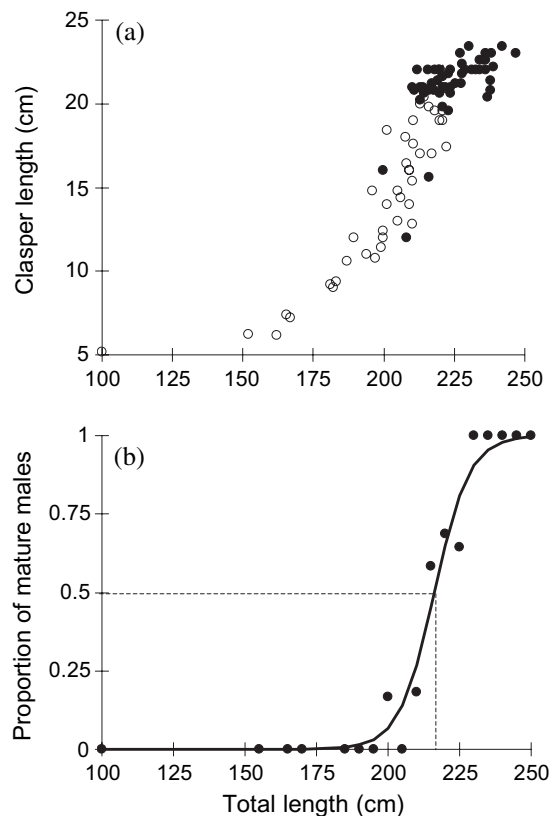 (a)
Clasper length (cm)
25
20
15
10
5
100 125 150 175 200 225 250
(b)
Proportion of mature males
1
0.75
0.5
0.25
0
100 125 150 175 200 225 250
Total length (cm)